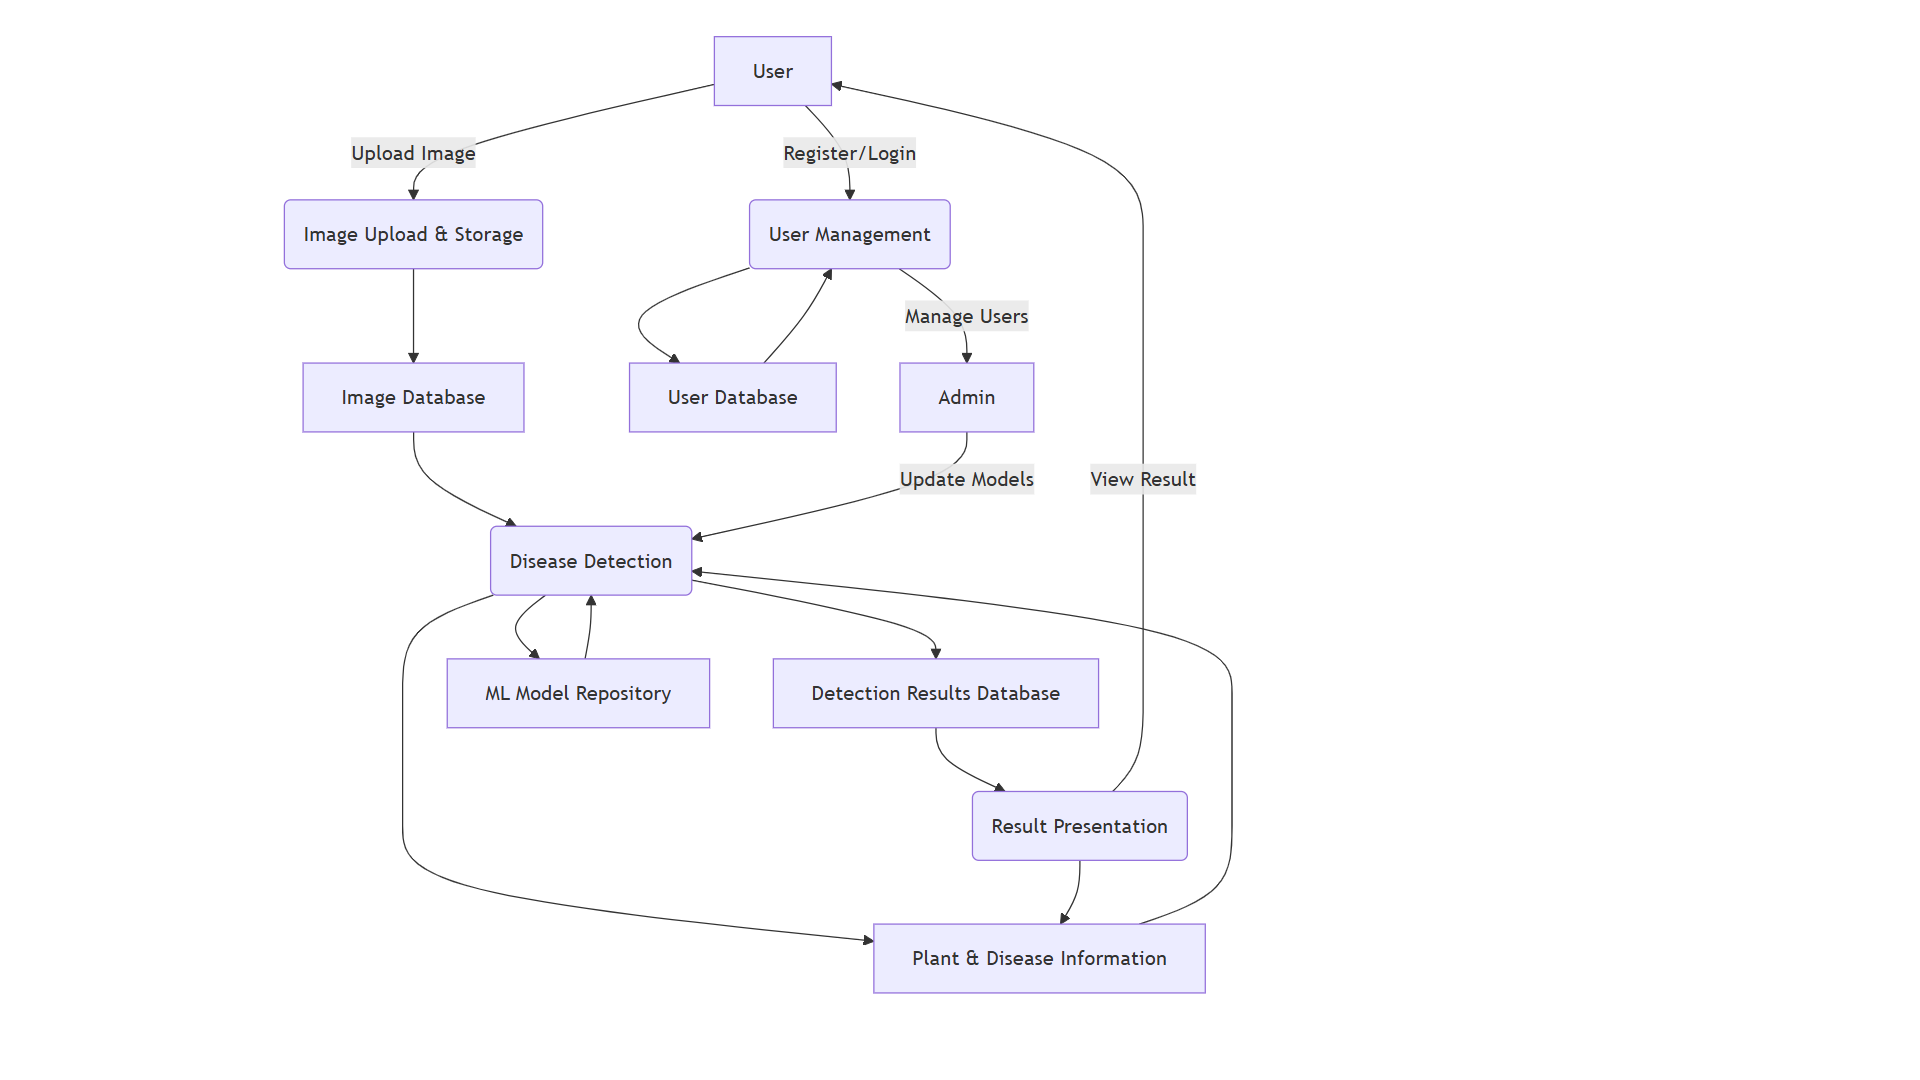 User
Upload Image
Register/Login
Image Upload & Storage
User Management
Manage Users
Image Database
User Database
Admin
Update Models
View Result
Disease Detection
ML Model Repository
Detection Results Database
Result Presentation
Plant & Disease Information